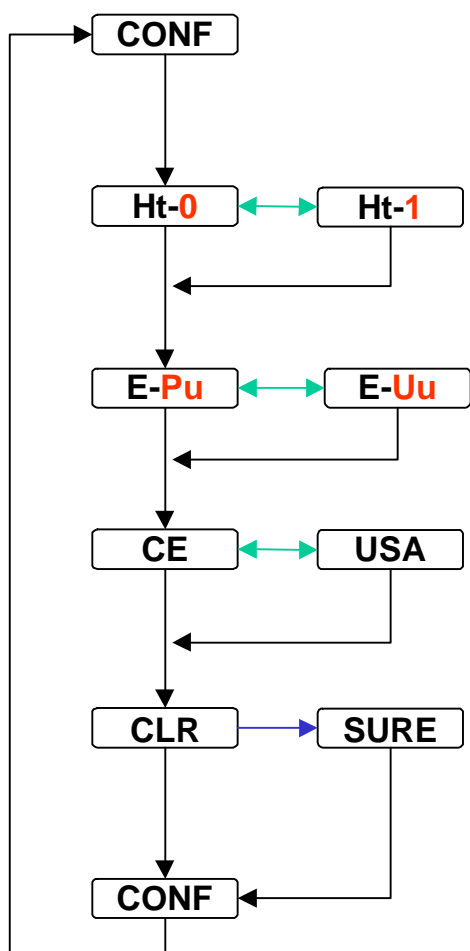 CONF
Ht-0 Ht-1
E-Pu E-Uu
CE USA
CLR SURE
CONF